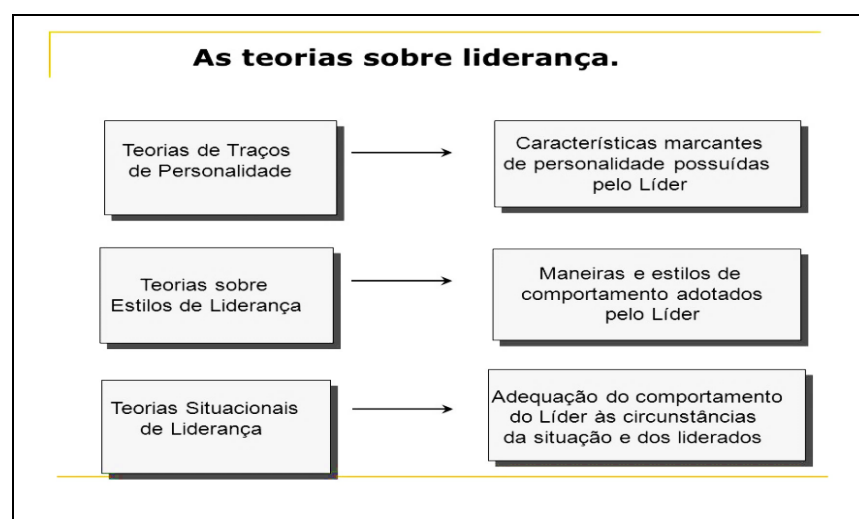 As teorias sobre liderança.
Teorias de Traços
de Personalidade
Características marcantes
de personalidade possuídas
pelo Líder
Teorias sobre
Estilos de Liderança
Maneiras e estilos de
comportamento adotados
pelo Líder
Teorias Situacionais
de Liderança
Adequação do comportamento
do Líder às circunstâncias
da situação e dos liderados